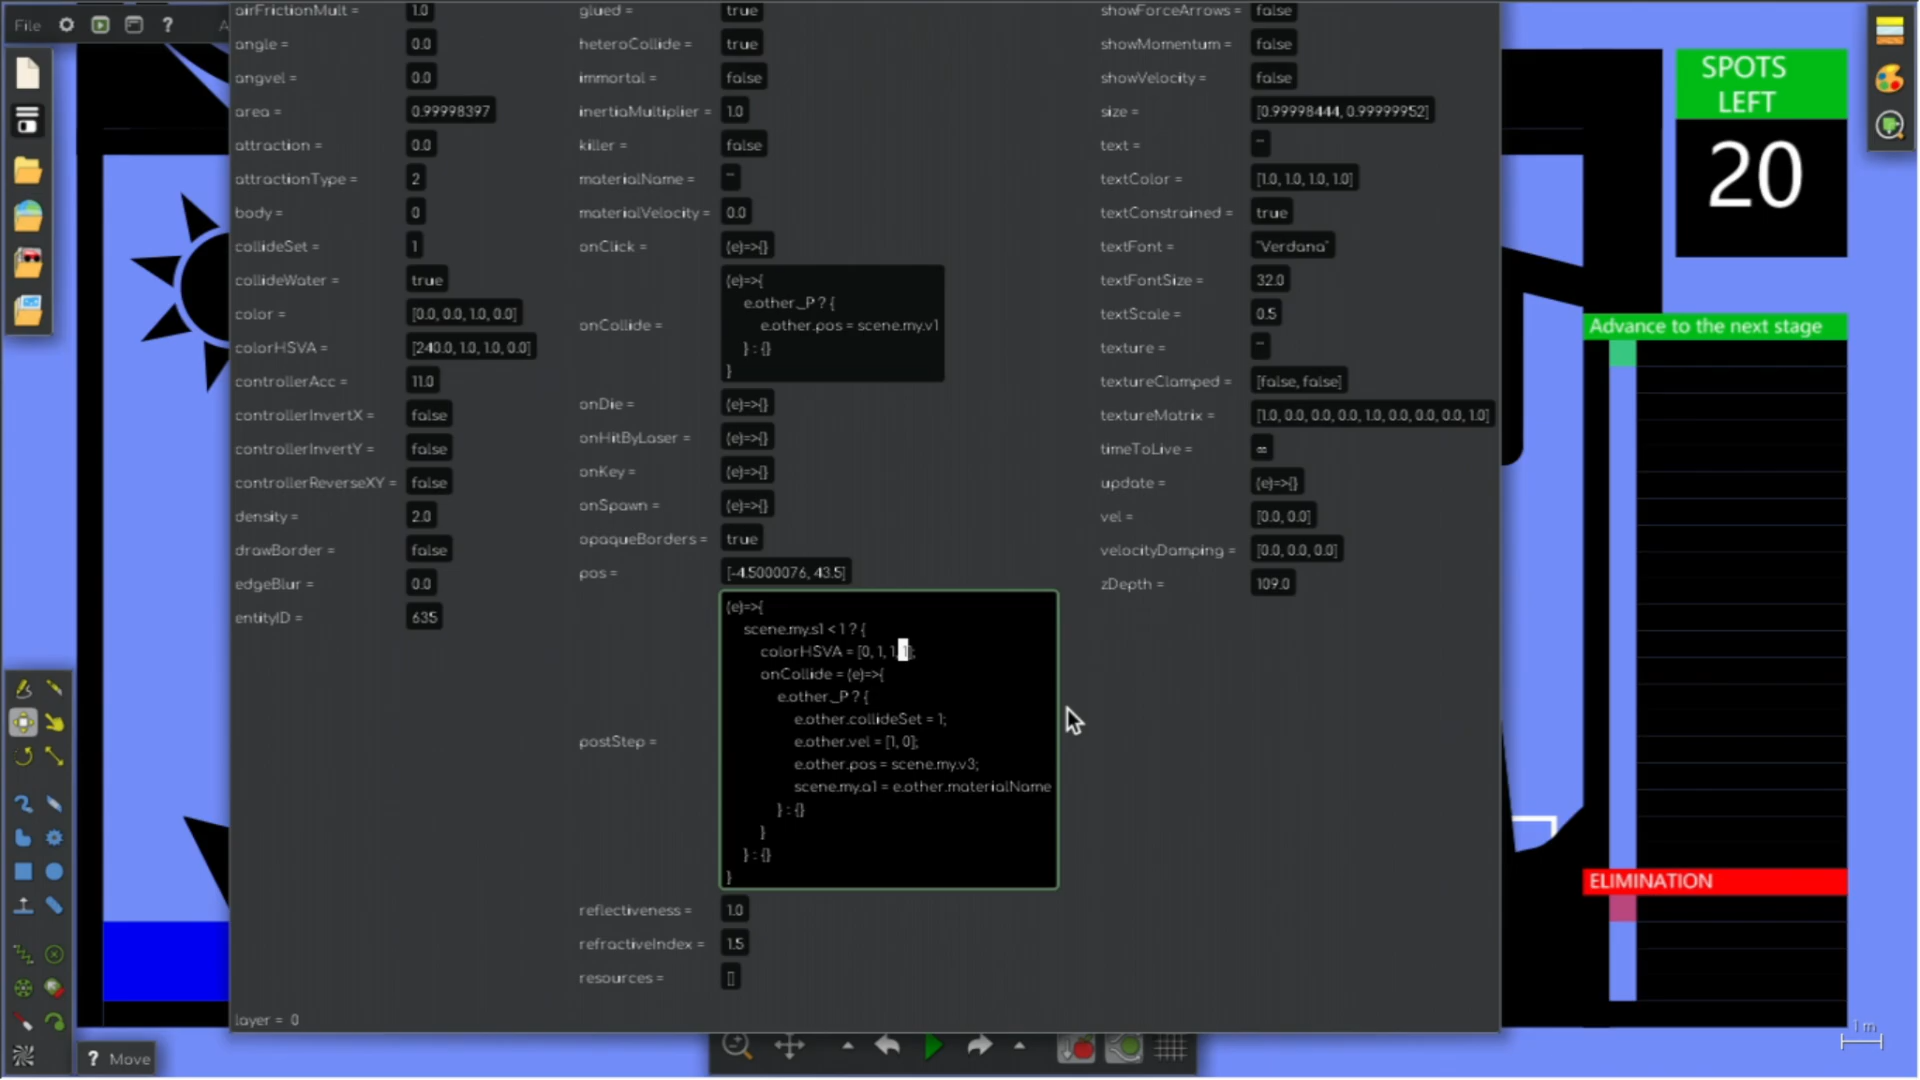 File
?
airFrictionMult = 1.0
angle = 0.0
angvel = 0.0
area = 0.99998397
attraction = 0.0
attractionType = 2
body = 0
collideSet = 1
collideWater = true
color = [0.0, 0.0, 1.0, 0.0]
colorHSVA = [240.0, 1.0, 1.0, 0.0]
controllerAcc = 11.0
controllerInvertX = false
controllerInvertY = false
controllerReverseXY = false
density = 2.0
drawBorder = false
edgeBlur = 0.0
entityID = 635
layer = 0
glued = true
heteroCollide = true
immortal = false
inertiaMultiplier = 1.0
killer = false
materialName = ""
materialVelocity = 0.0
onClick = (e)=>{}
onCollide =
(e)=>{
e.other._P ? {
e.other.pos = scene.my.v1
} : {}
}
onDie = (e)=>{}
onHitByLaser = (e)=>{}
onKey = (e)=>{}
onSpawn = (e)=>{}
opaqueBorders = true
pos = [-4.5000076, 43.5]
postStep =
(e)=>{
scene.my.s1 < 1 ? {
colorHSVA = [0, 1, 1, 1];
onCollide = (e)=>{
e.other._P ? {
e.other.collideSet = 1;
e.other.vel = [1, 0];
e.other.pos = scene.my.v3;
scene.my.a1 = e.other.materialName
} : {}
}
} : {}
}
reflectiveness = 1.0
refractiveIndex = 1.5
resources = []
showForceArrows = false
showMomentum = false
showVelocity = false
size = [0.99998444, 0.99999952]
text = ""
textColor = [1.0, 1.0, 1.0, 1.0]
textConstrained = true
textFont = "Verdana"
textFontSize = 32.0
textScale = 0.5
texture = ""
textureClamped = [false, false]
textureMatrix = [1.0, 0.0, 0.0, 0.0, 1.0, 0.0, 0.0, 0.0, 1.0]
timeToLive = ∞
update = (e)=>{}
vel = [0.0, 0.0]
velocityDamping = [0.0, 0.0, 0.0]
zDepth = 109.0
SPOTS
LEFT
20
Advance to the next stage
ELIMINATION
1 m
? Move